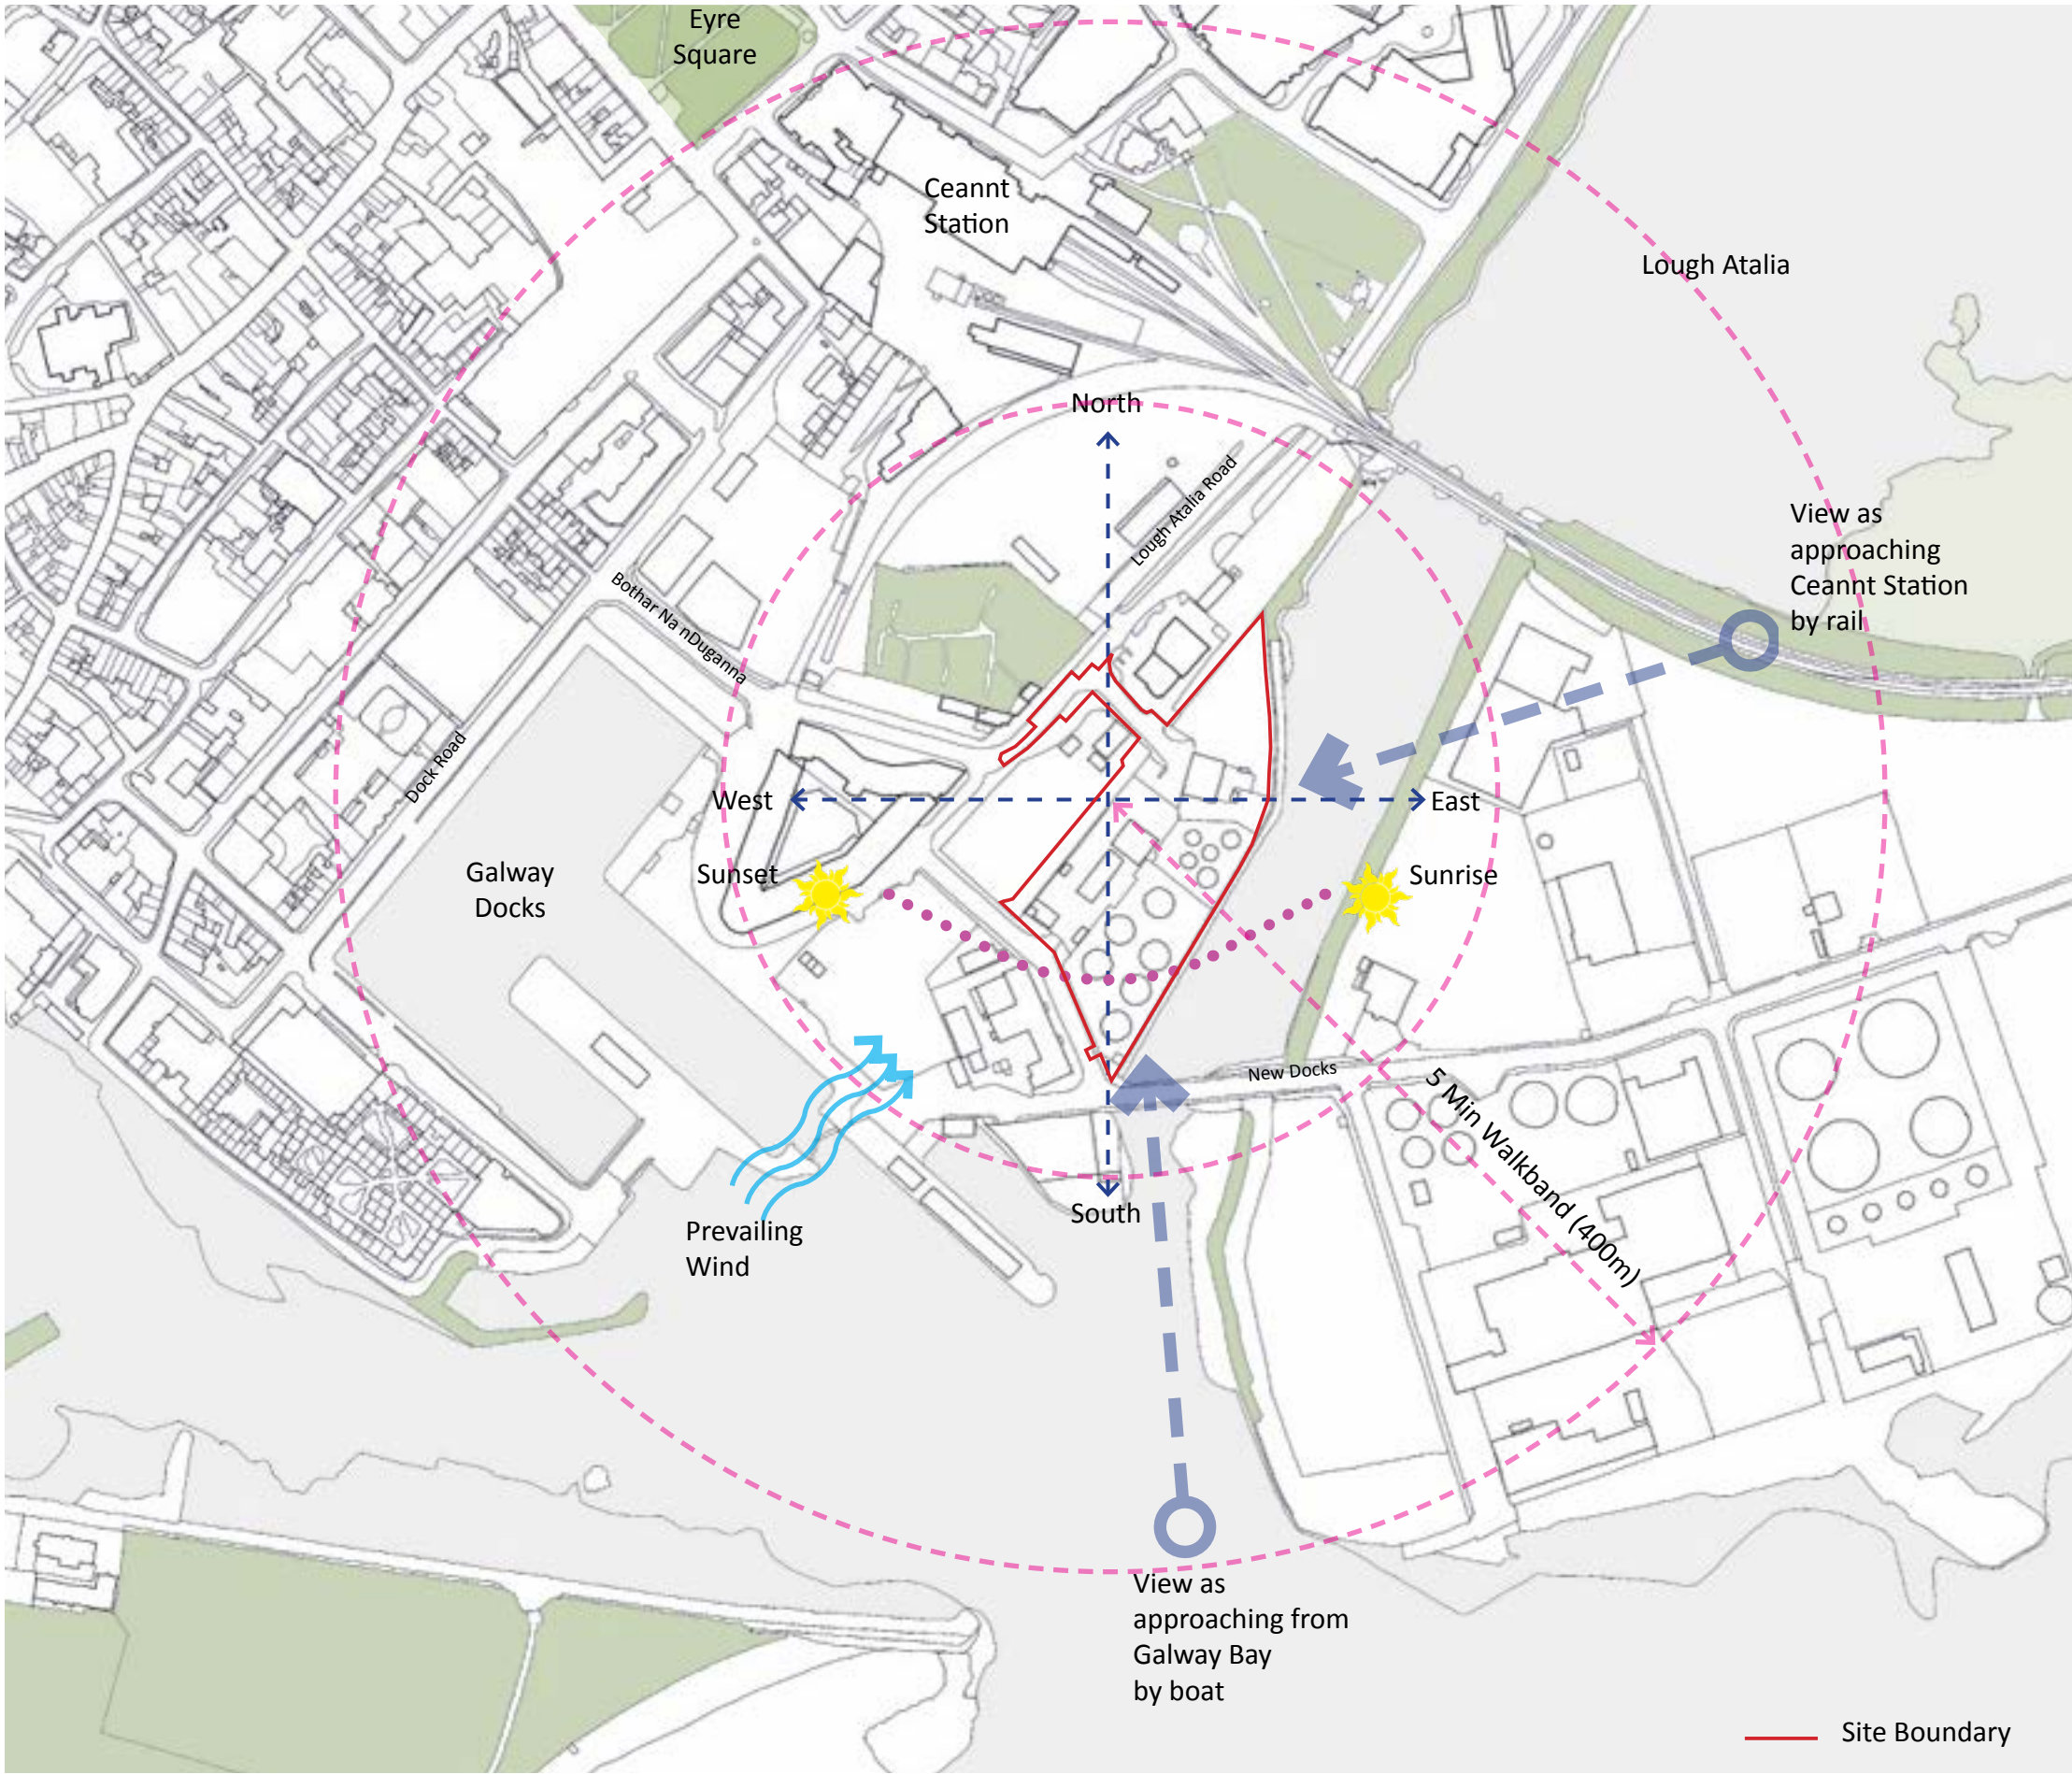 Eyre
Square
Ceannt
Station
Lough Atalia
North
Lough Atalia Road
View as
approaching
Ceannt Station
by rail
Bothar Na nDuganna
Dock Road
West
East
Sunset
Sunrise
Galway
Docks
New Docks
5 Min Walkband (400m)
South
Prevailing
Wind
View as
approaching from
Galway Bay
by boat
Site Boundary